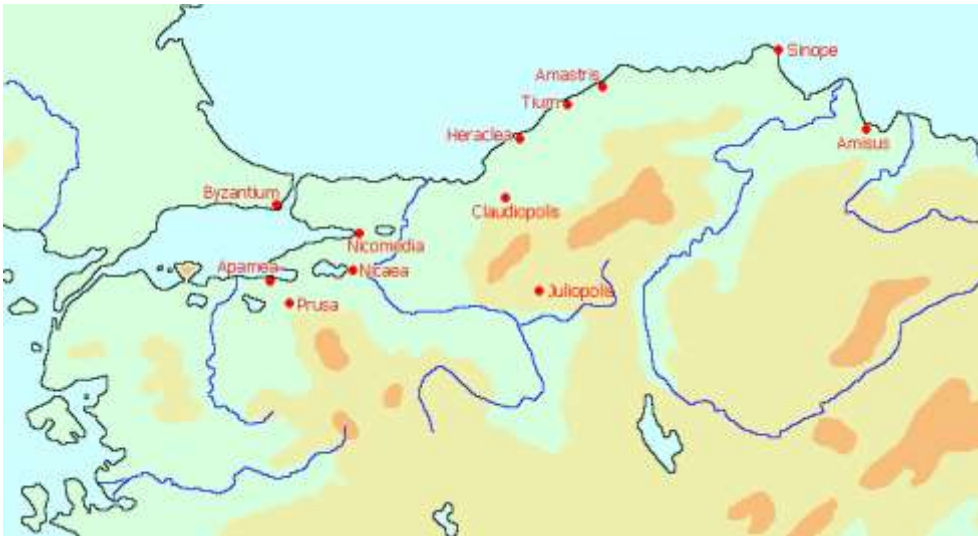 Sinope
Amastris
Tium
Heraclea
Amisus
Byzantium
Claudiopolis
Nicomedia
Apamea
Nicaea
Juliopolis
Prusa